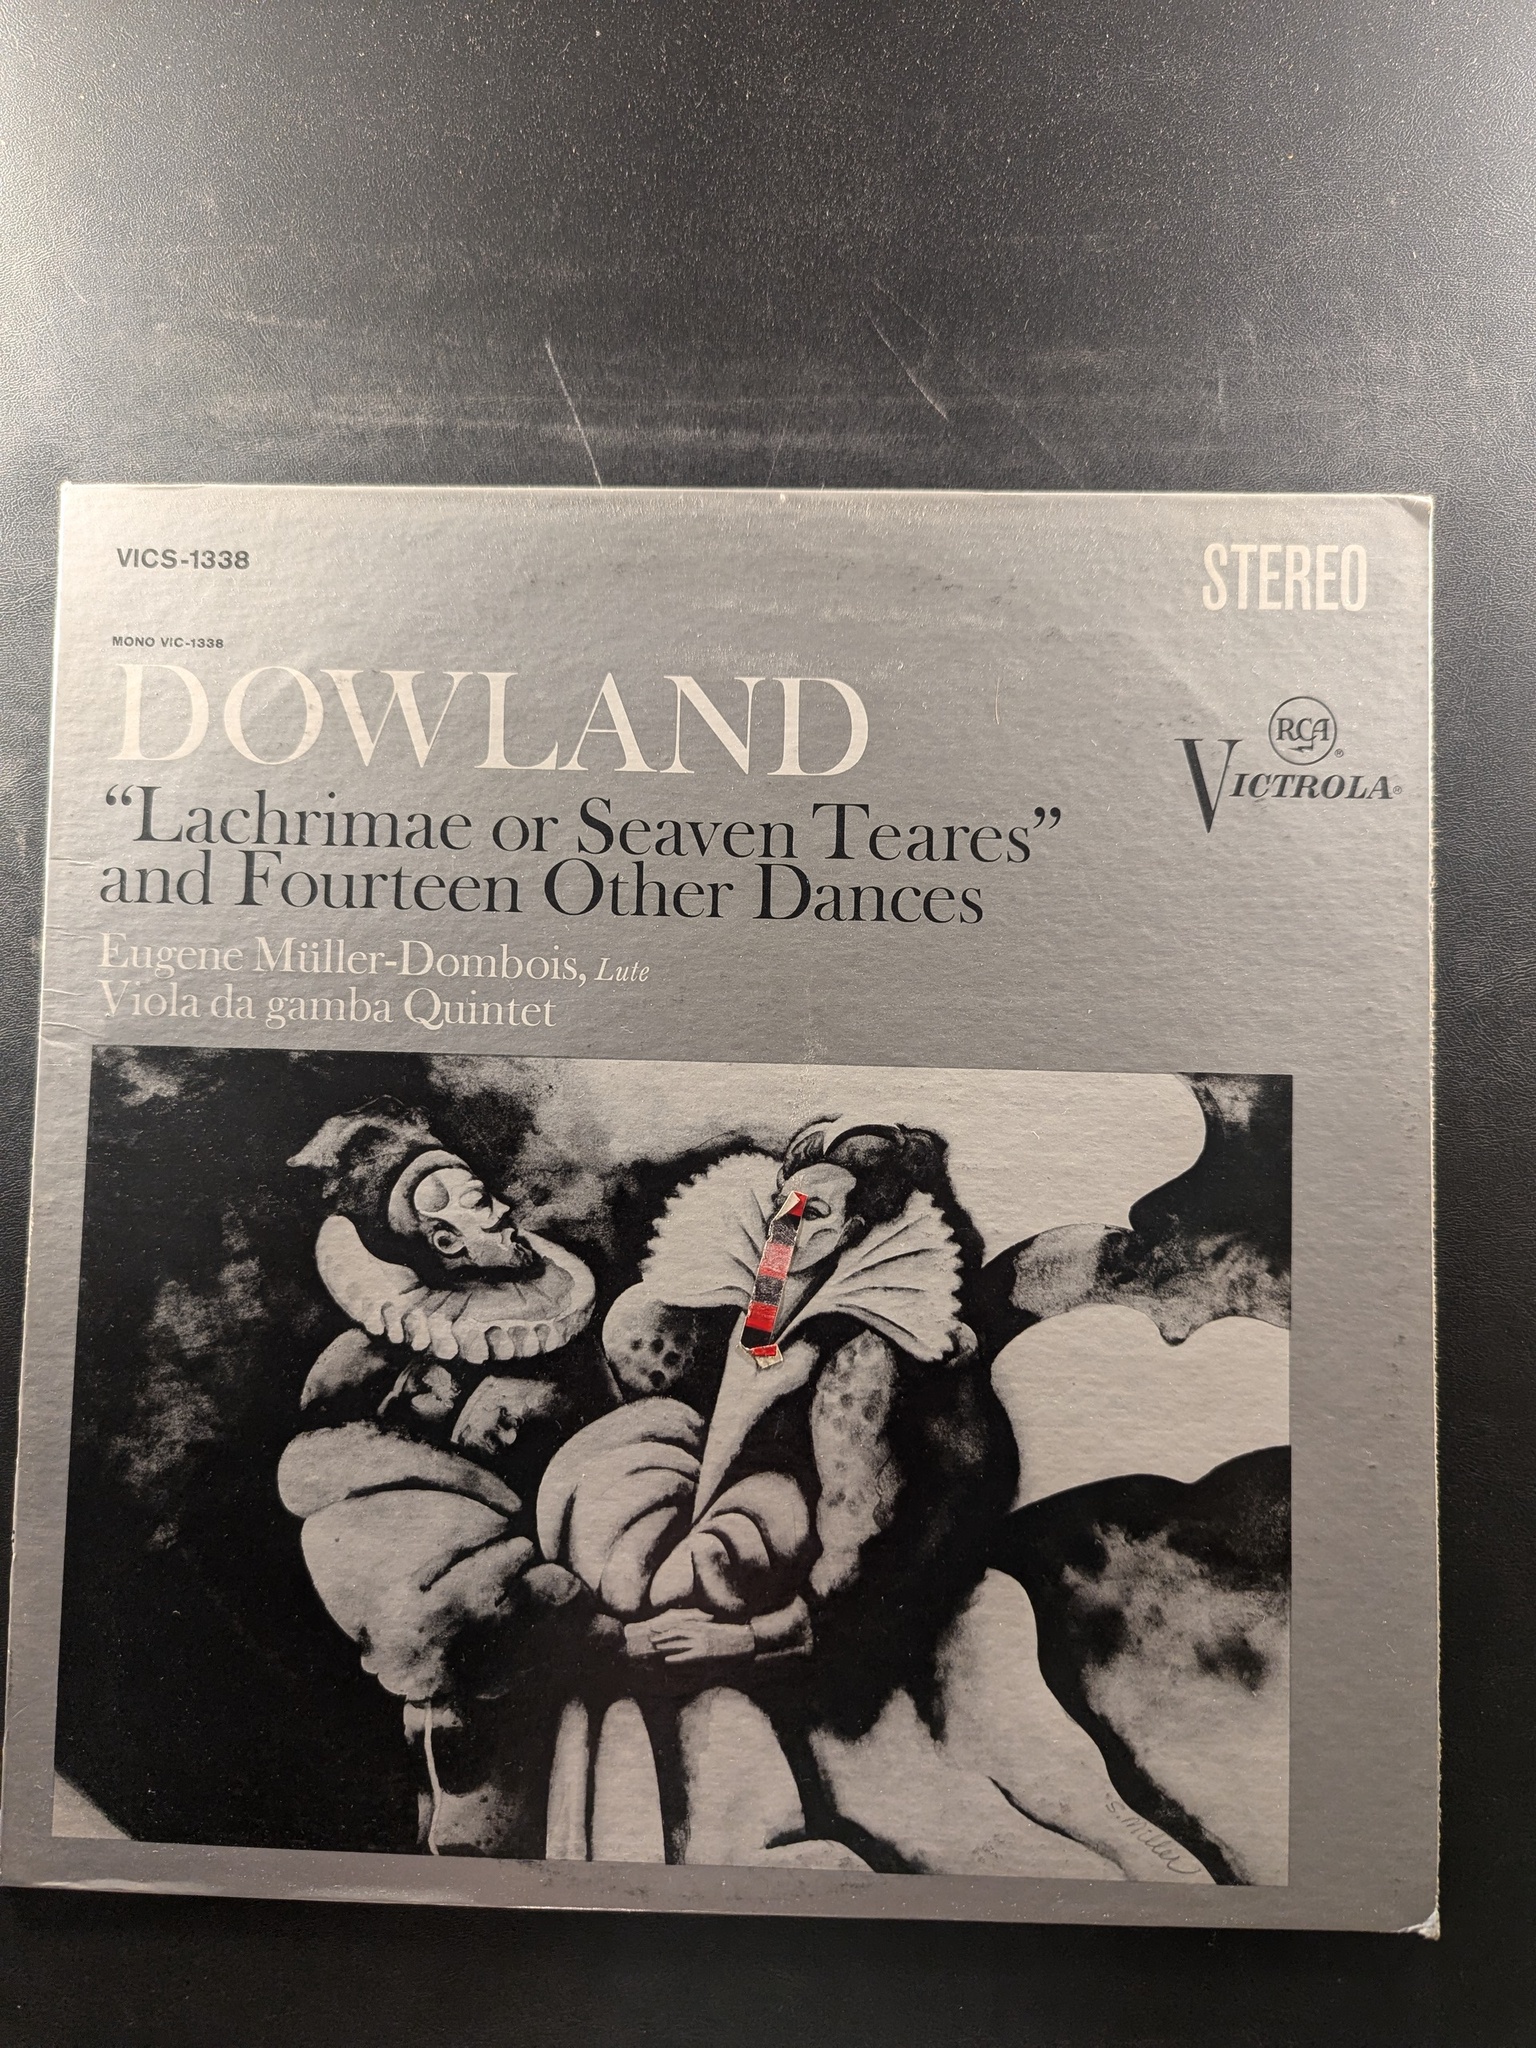 VICS-1338
STEREO
MONO VIC-1338
DOWLAND
RCA®
VICTROLA®
“Lachrimae or Seaven Teares”
and Fourteen Other Dances
Eugene Müller-Dombois, Lute
Viola da gamba Quintet
S. Miller